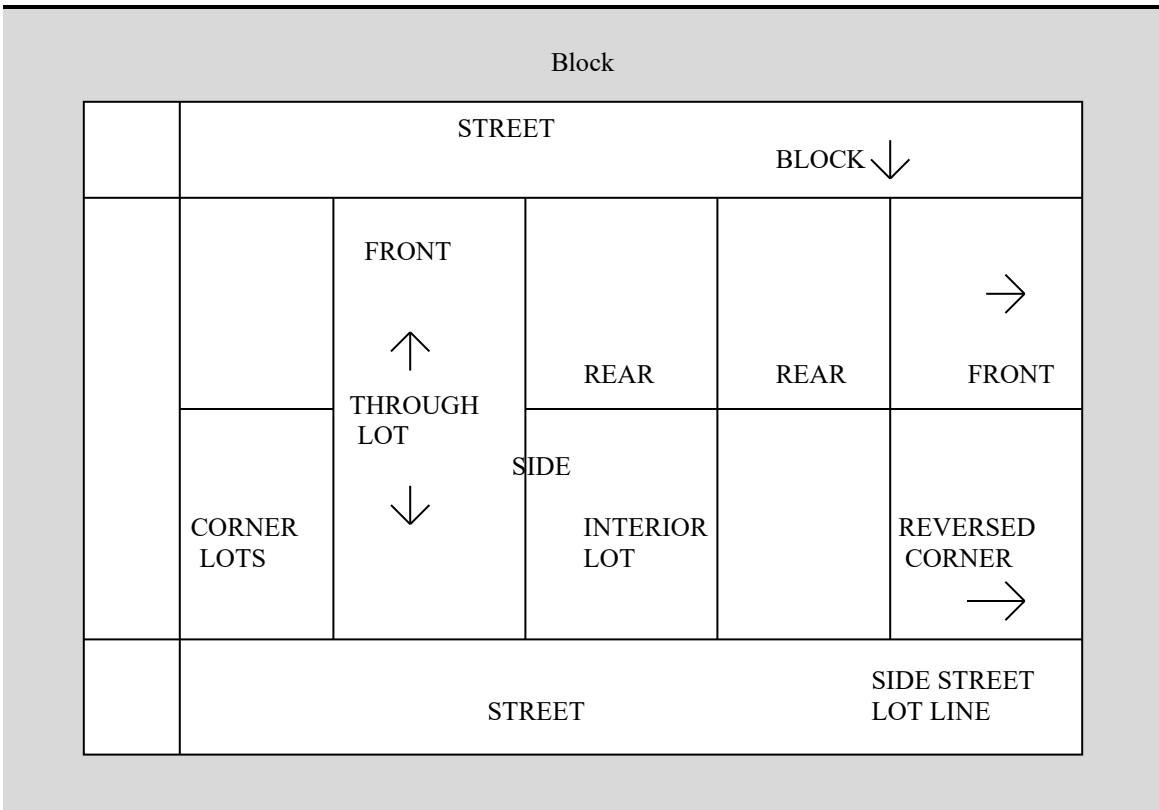 Block
STREET
BLOCK
FRONT
REAR
REAR
FRONT
THROUGH
LOT
SIDE
CORNER
LOTS
INTERIOR
LOT
REVERSED
CORNER
SIDE STREET
LOT LINE
STREET